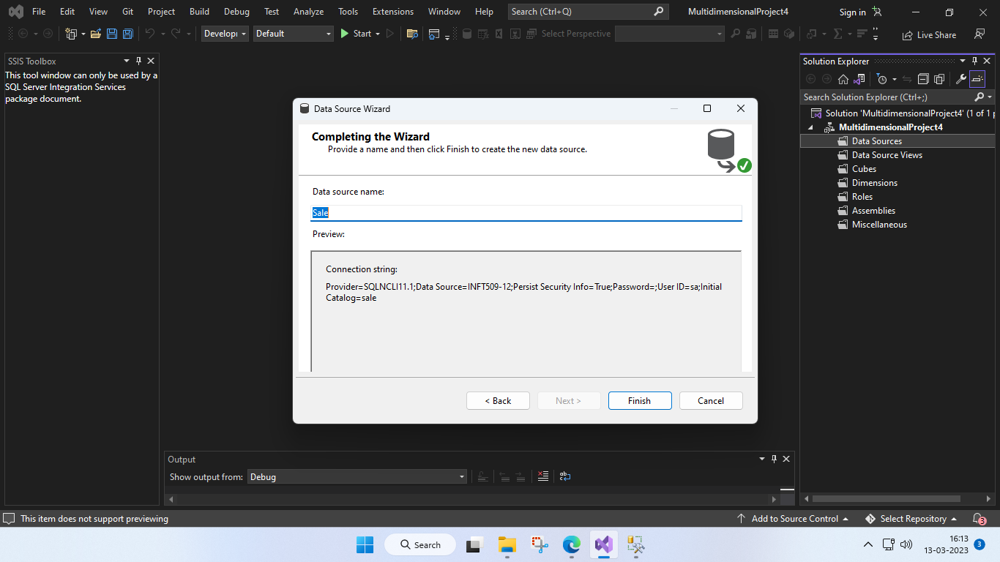 File Edit View Git Project Build Debug Test Analyze Tools Extensions Window Help Search (Ctrl+Q) MultidimensionalProject4 Sign in
Developı Default Start Select Perspective Live Share
SSIS Toolbox
This tool window can only be used by a
SQL Server Integration Services
package document.
Data Source Wizard
Completing the Wizard
Provide a name and then click Finish to create the new data source.
Data source name:
Sale
Preview:
Connection string:
Provider=SQLNCLI11.1;Data Source=INFT509-12;Persist Security Info=True;Password=;User ID=sa;Initial
Catalog=sale
< Back Next > Finish Cancel
Solution Explorer
Search Solution Explorer (Ctrl+;)
Solution 'MultidimensionalProject4' (1 of 1 p
MultidimensionalProject4
Data Sources
Data Source Views
Cubes
Dimensions
Roles
Assemblies
Miscellaneous
Output
Show output from: Debug
This item does not support previewing Add to Source Control Select Repository 3
Search 16:13
13-03-2023 3